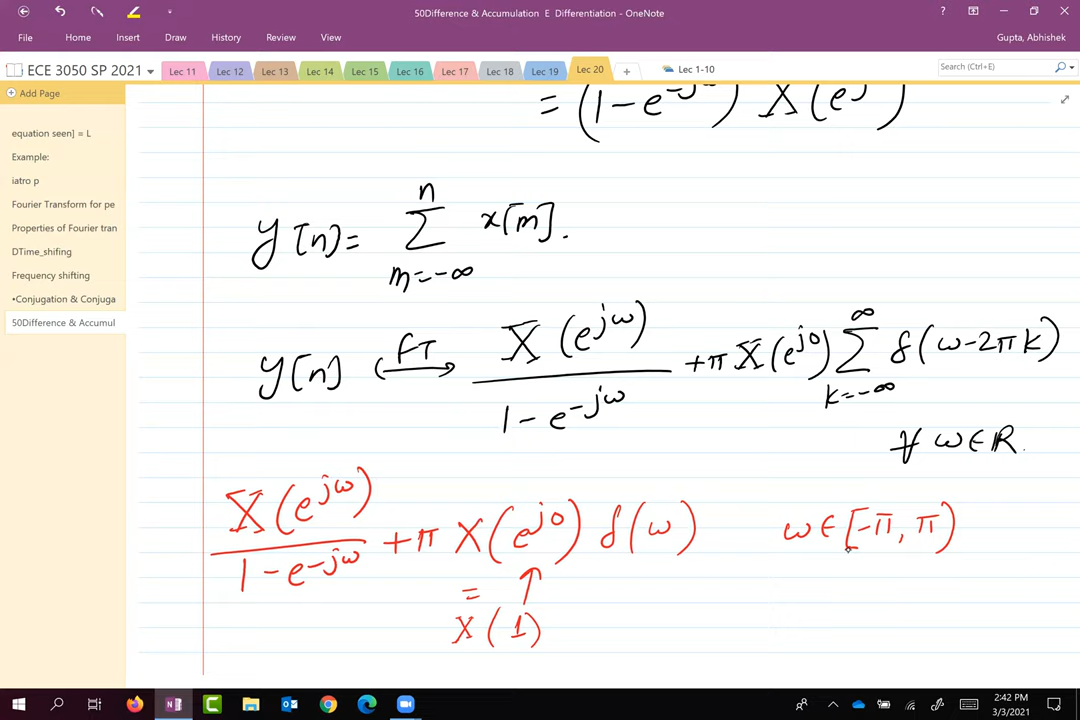 50Difference & Accumulation E Differentiation - OneNote
File Home Insert Draw History Review View
Gupta, Abhishek
ECE 3050 SP 2021
Lec 11 Lec 12 Lec 13 Lec 14 Lec 15 Lec 16 Lec 17 Lec 18 Lec 19 Lec 20 + Lec 1-10
Search (Ctrl+E)
Add Page
equation seen] = L
Example:
iatro p
Fourier Transform for pe
Properties of Fourier tran
DTime_shifing
Frequency shifting
•Conjugation & Conjuga
50Difference & Accumul
= (1 - e^{-jω}) X(e^{jω})
y[n] = ∑_{m=-∞}^{n} x[m].
y[n] ⟷^{FT} X(e^{jω}) / (1 - e^{-jω}) + π X(e^{j0}) ∑_{k=-∞}^{∞} δ(ω - 2πk)
∀ ω ∈ ℝ.
X(e^{jω}) / (1 - e^{-jω}) + π X(e^{j0}) δ(ω) ω ∈ [-π, π)
= ↑
X(1)
2:42 PM
3/3/2021